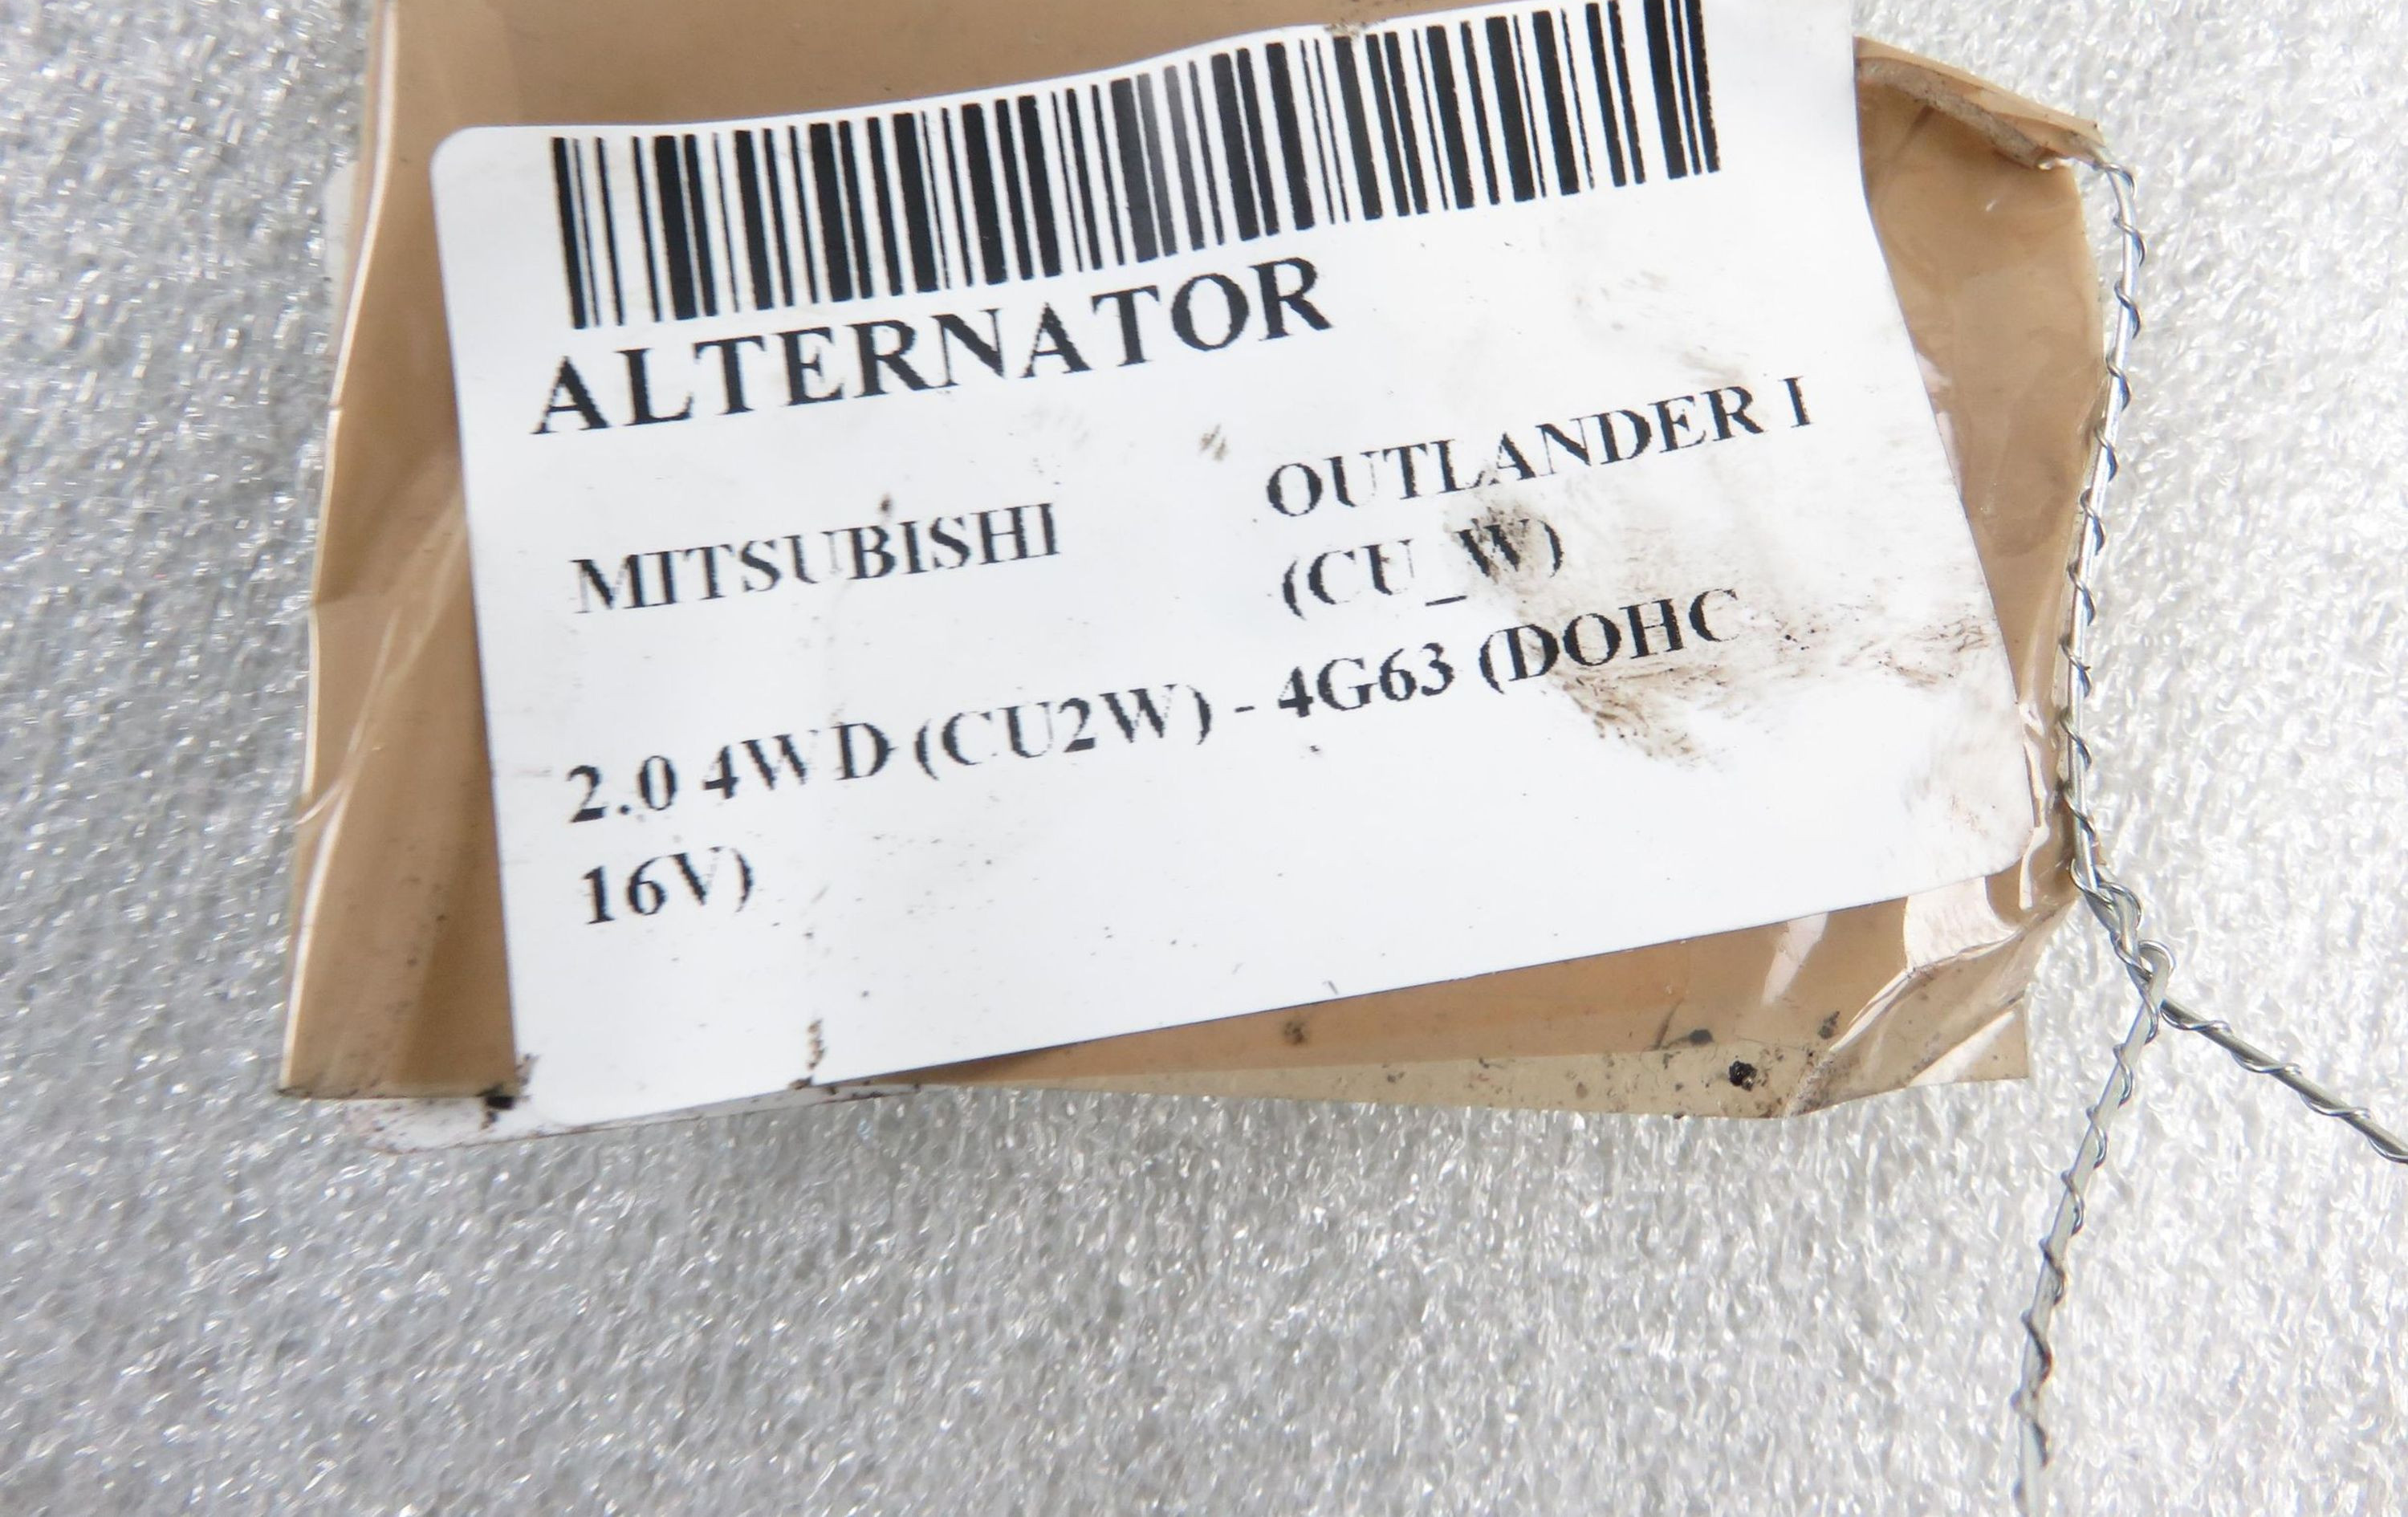 ALTERNATOR
MITSUBISHI OUTLANDER I
(CU_W)
2.0 4WD (CU2W) - 4G63 (DOHC
16V)